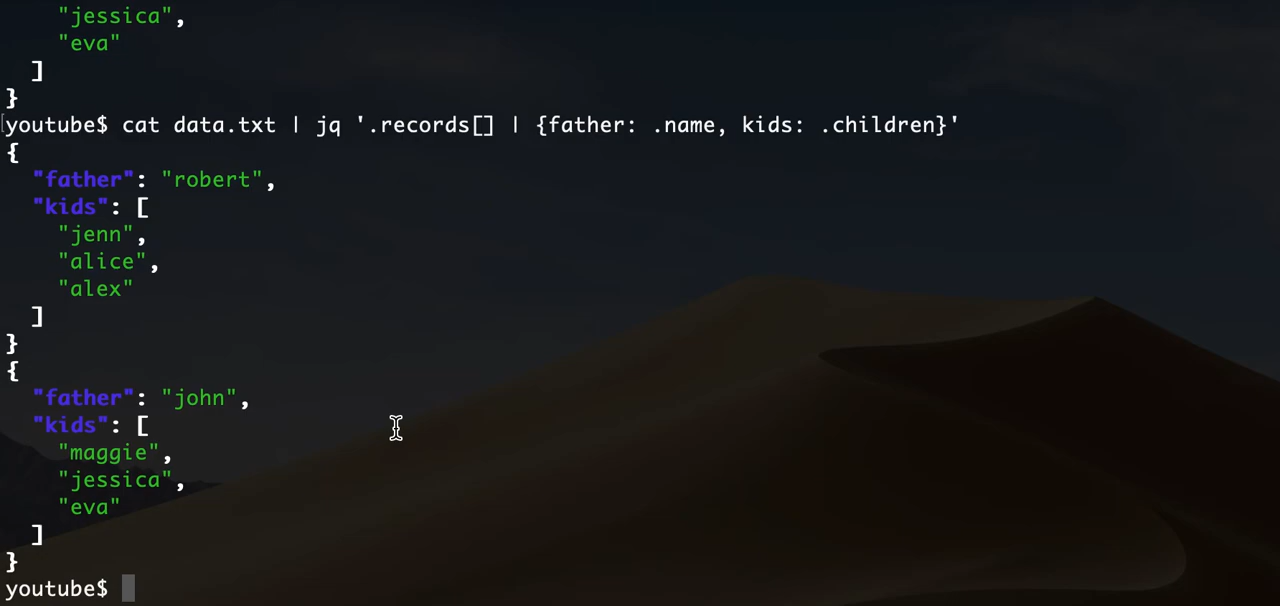 "jessica",
"eva"
]
}
[youtube$ cat data.txt | jq '.records[] | {father: .name, kids: .children}'
{
"father": "robert",
"kids": [
"jenn",
"alice",
"alex"
]
}
{
"father": "john",
"kids": [
"maggie",
"jessica",
"eva"
]
}
youtube$